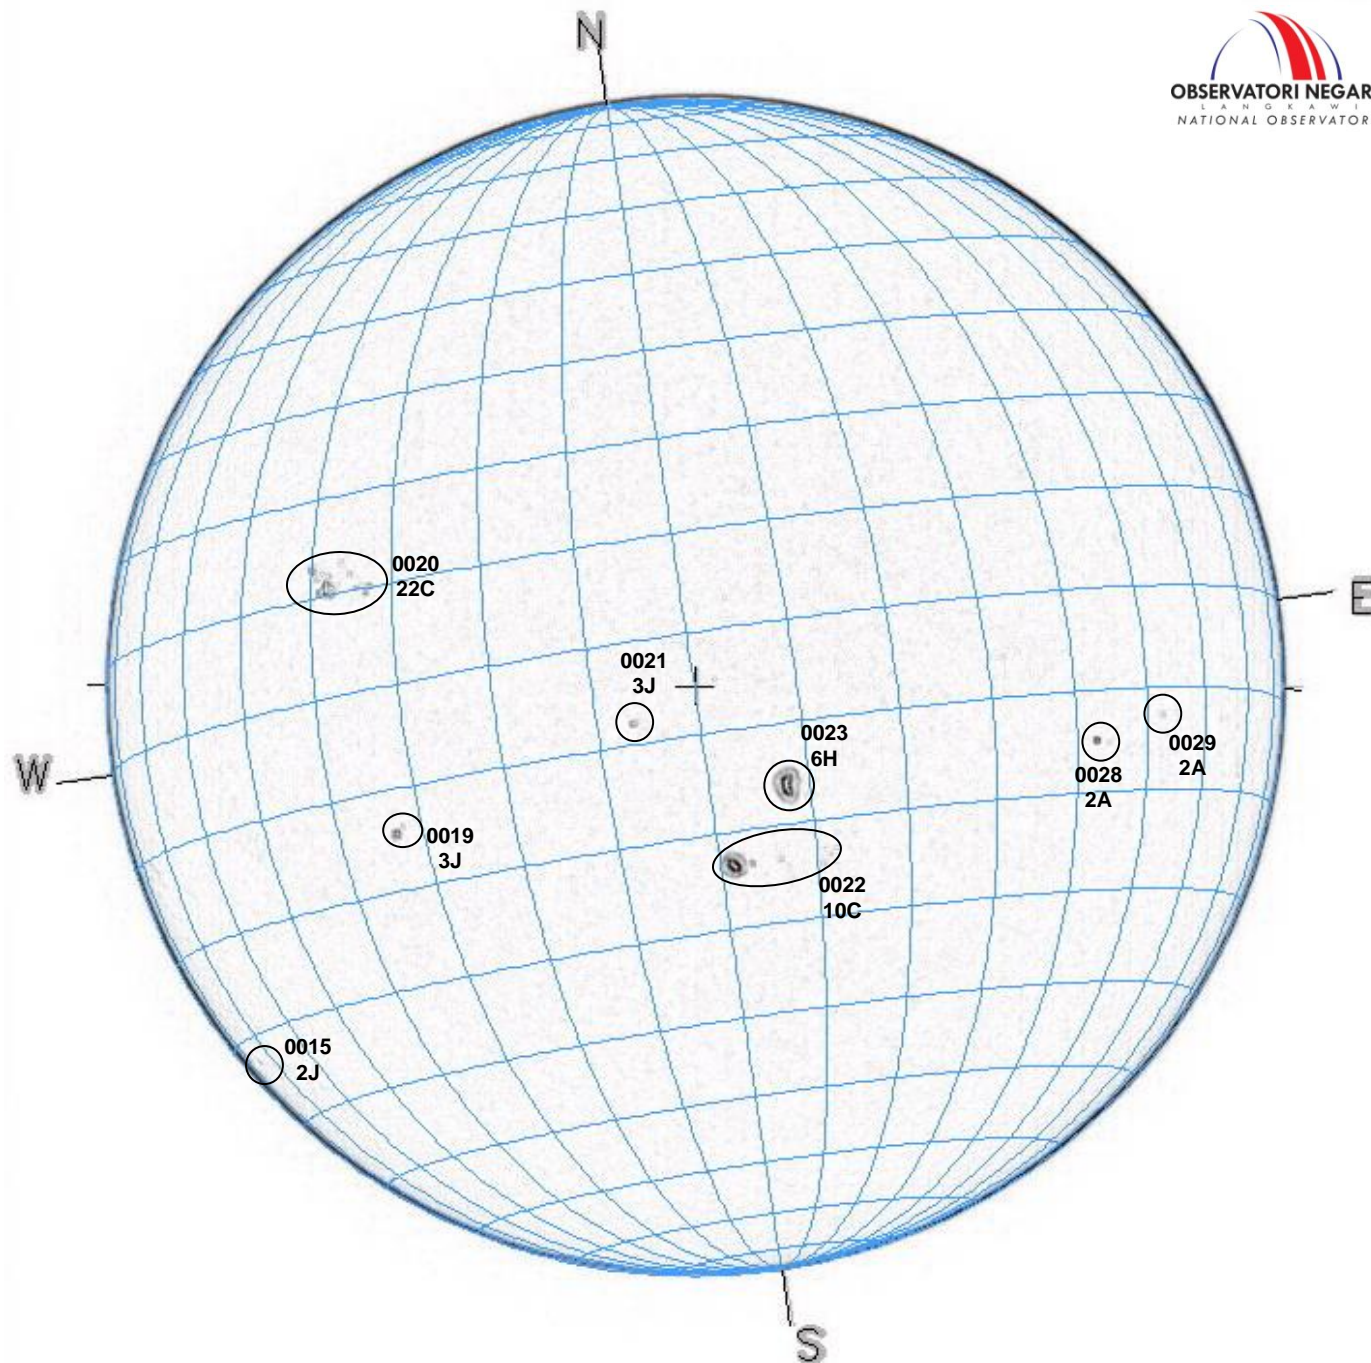 N
OBSERVATORI NEGAR
LANGKAWI
NATIONAL OBSERVATOR
0020
22C
E
0021
3J
0023
6H
0029
2A
0028
2A
W
0019
3J
0022
10C
0015
2J
S